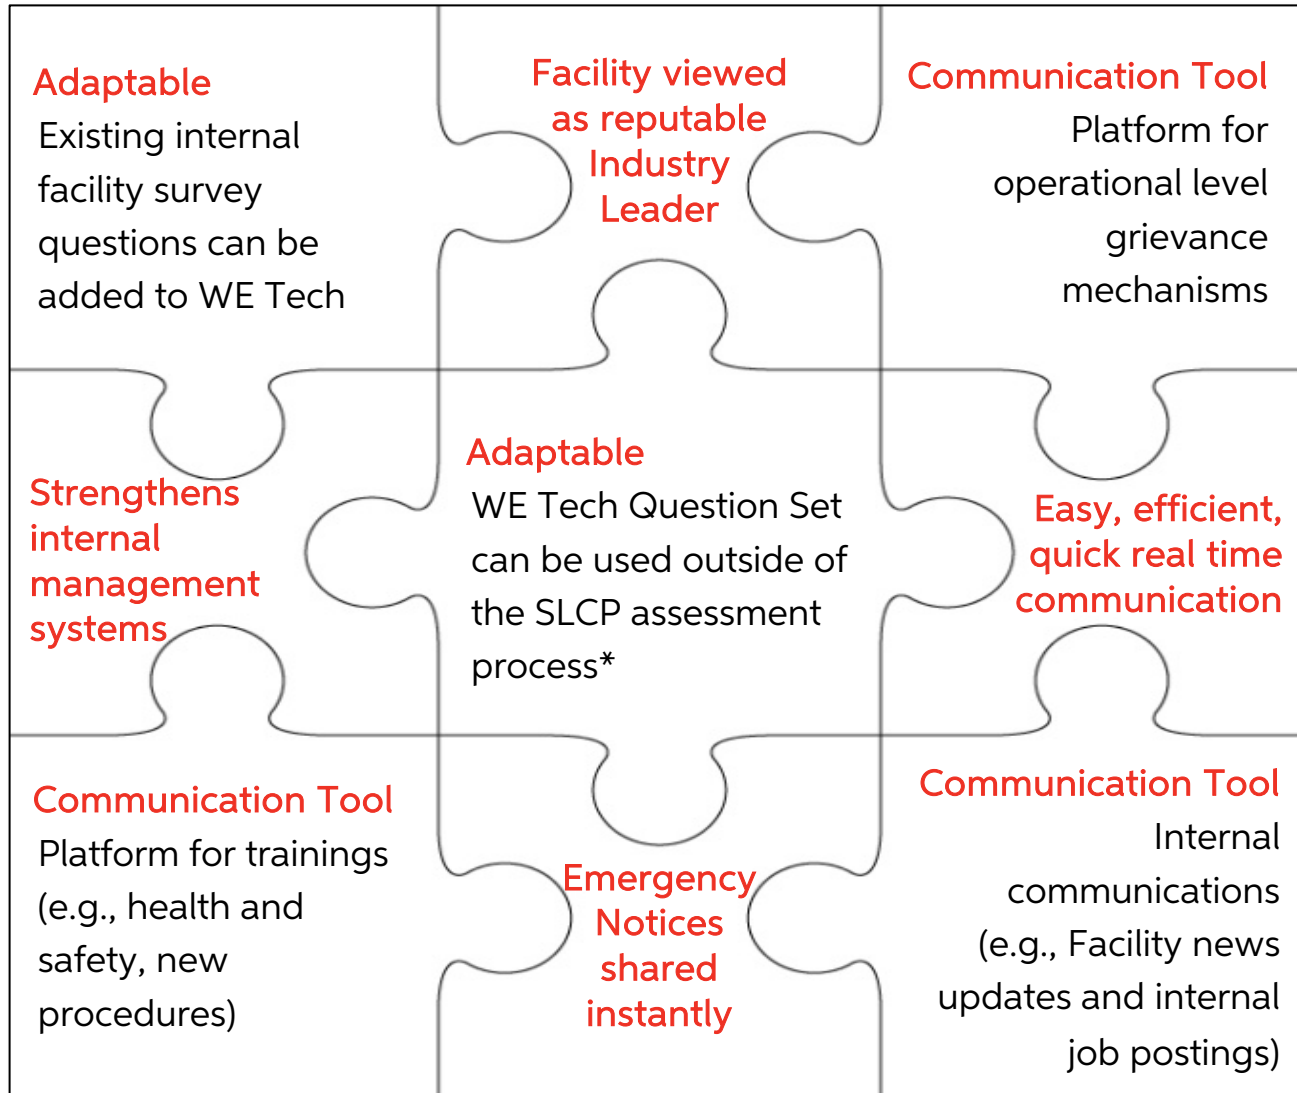 Adaptable
Existing internal
facility survey
questions can be
added to WE Tech
Facility viewed
as reputable
Industry
Leader
Communication Tool
Platform for
operational level
grievance
mechanisms
Strengthens
internal
management
systems
Adaptable
WE Tech Question Set
can be used outside of
the SLCP assessment
process*
Easy, efficient,
quick real time
communication
Communication Tool
Platform for trainings
(e.g., health and
safety, new
procedures)
Emergency
Notices
shared
instantly
Communication Tool
Internal
communications
(e.g., Facility news
updates and internal
job postings)